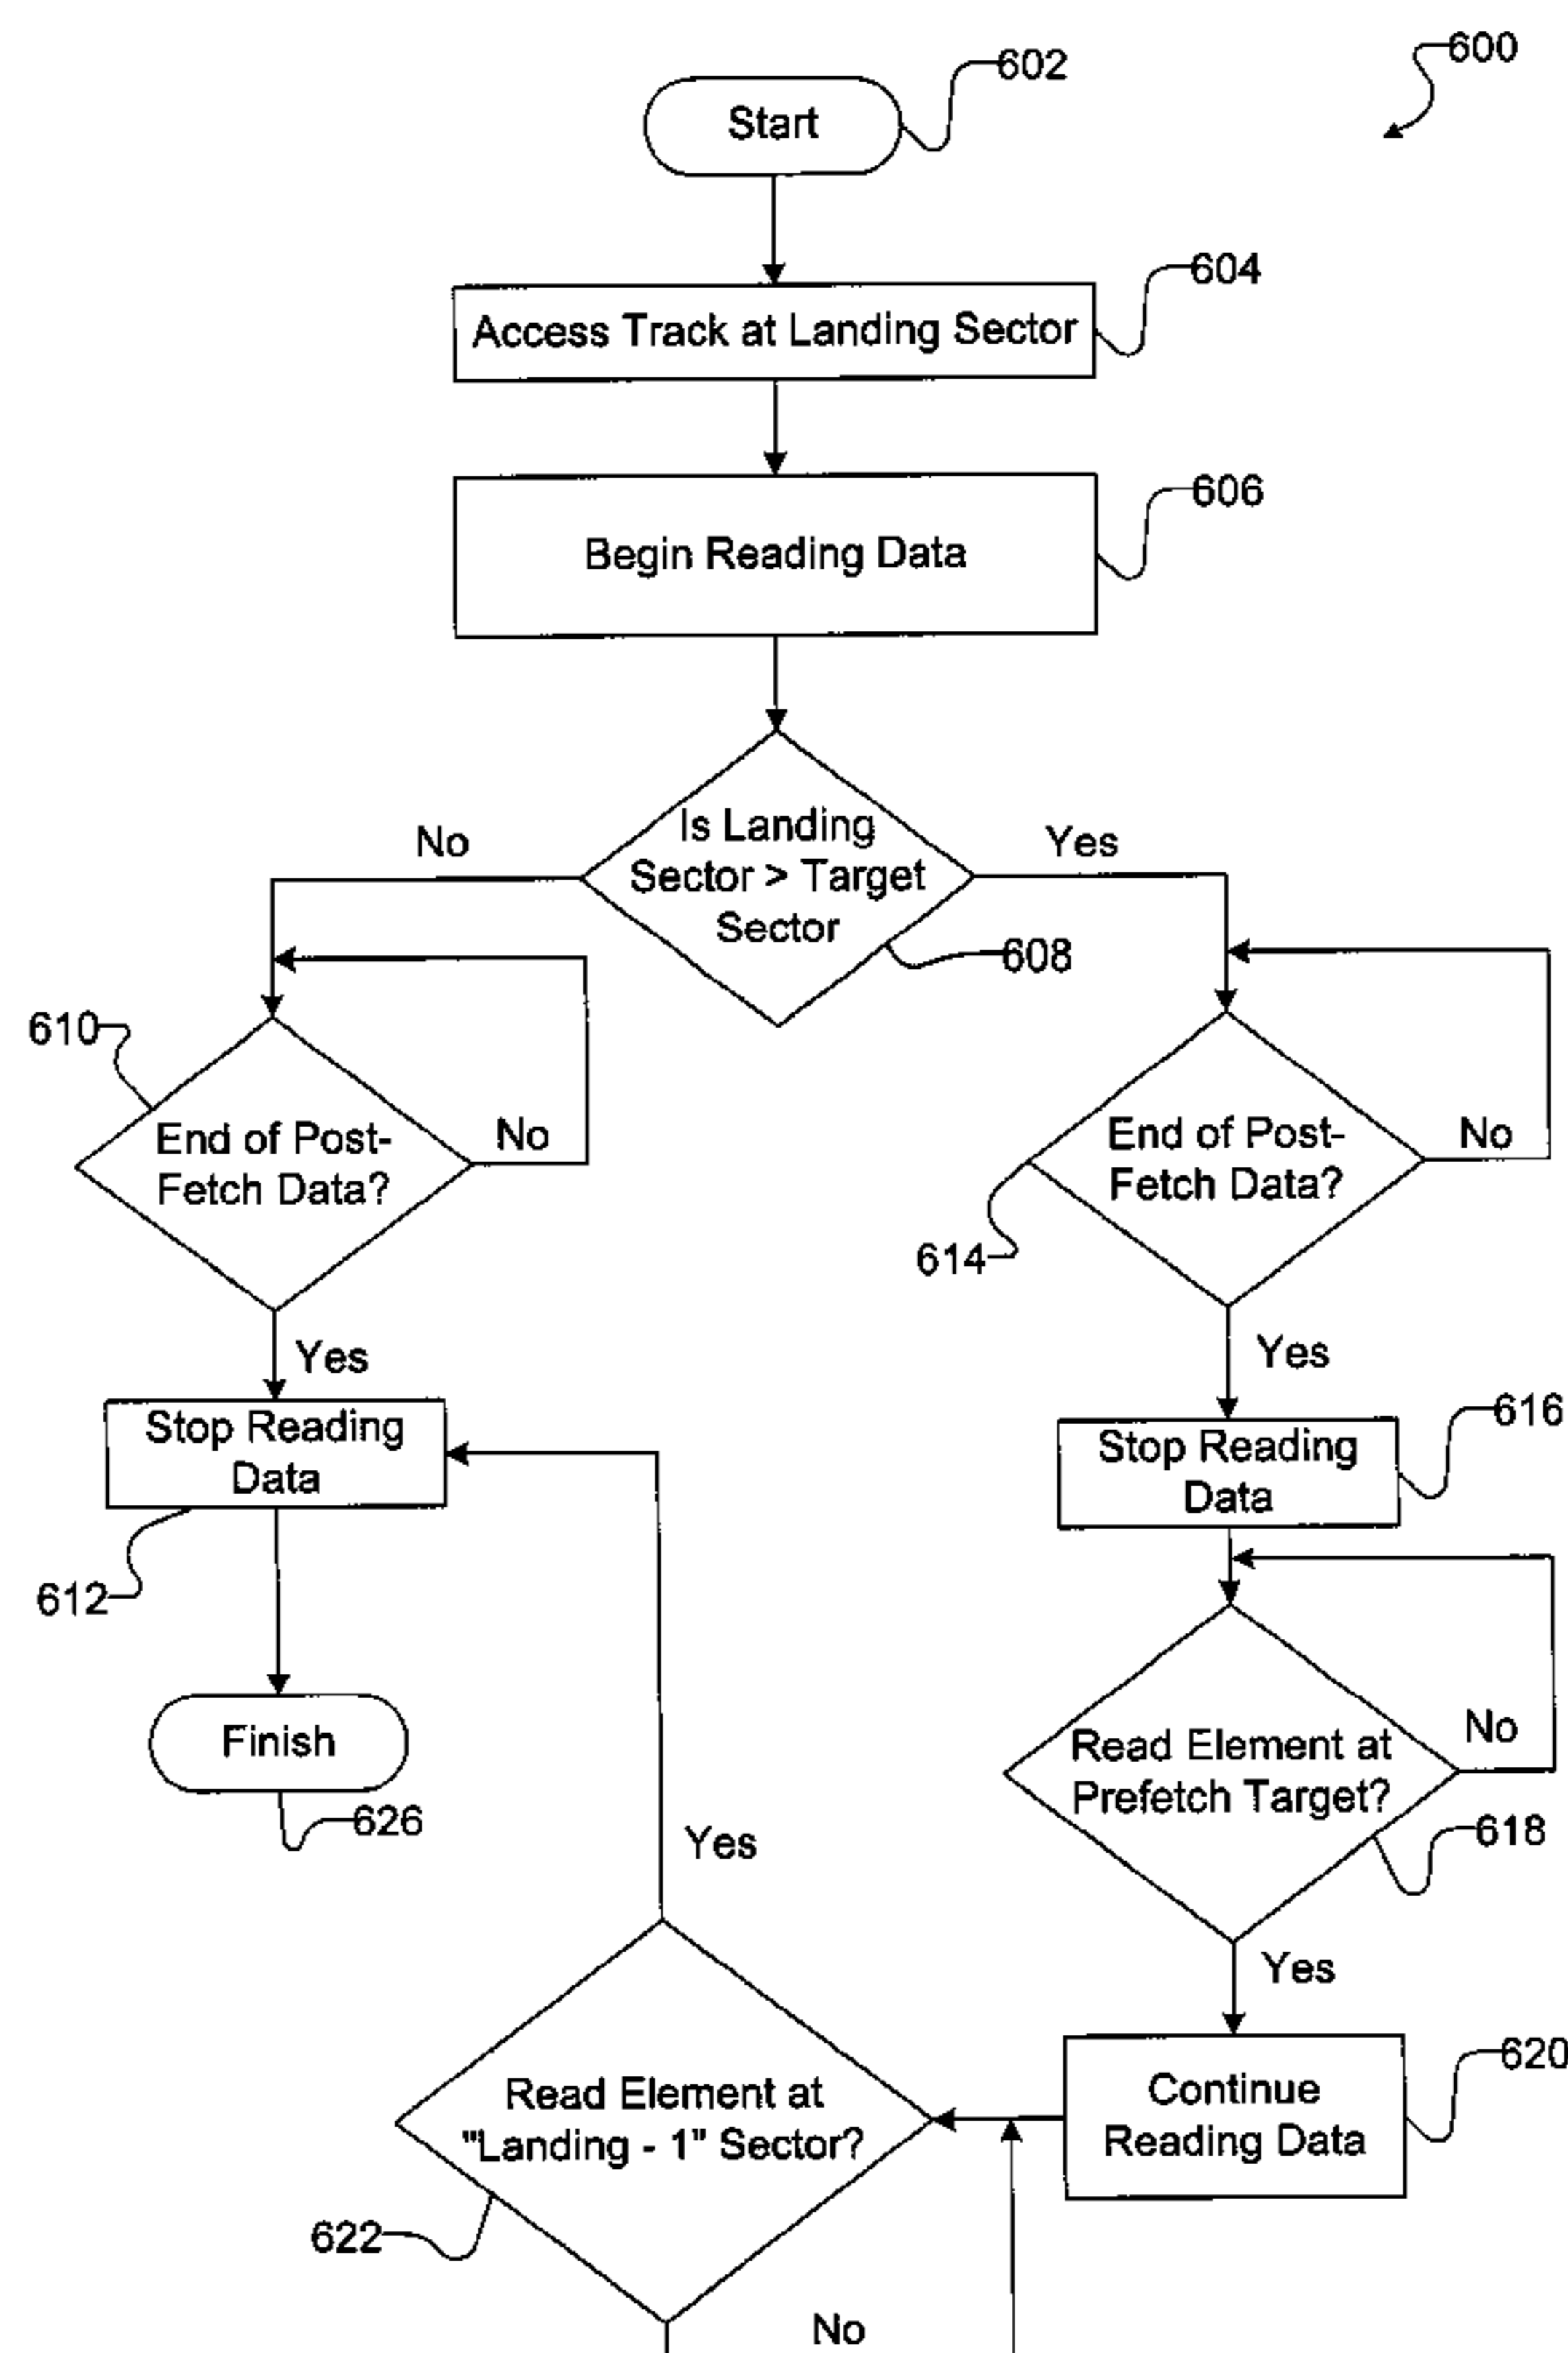 600
602
Start
604
Access Track at Landing Sector
606
Begin Reading Data
Is Landing
Sector > Target
Sector
No
Yes
608
610
End of Post-
Fetch Data?
No
End of Post-
Fetch Data?
No
614
Yes
Yes
Stop Reading
Data
612
616
Stop Reading
Data
Finish
626
Read Element at
Prefetch Target?
No
618
Yes
Yes
620
Continue
Reading Data
Read Element at
"Landing - 1" Sector?
622
No